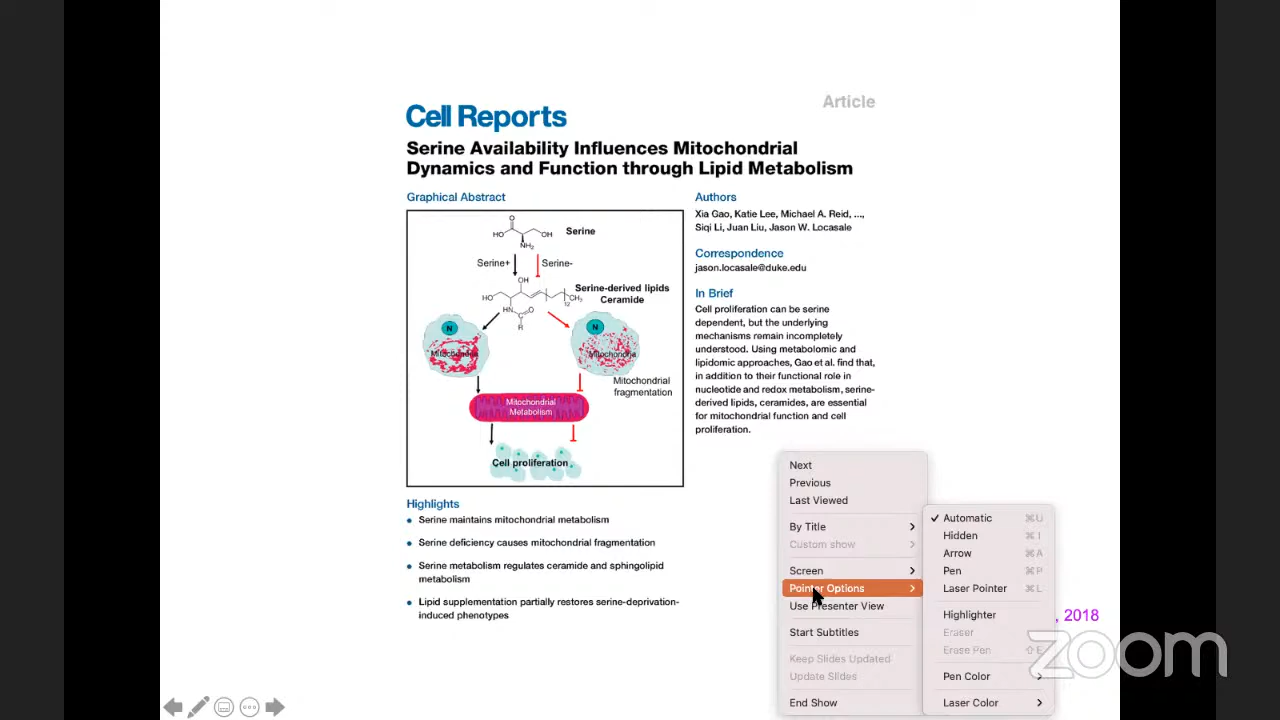 Article
Cell Reports
Serine Availability Influences Mitochondrial
Dynamics and Function through Lipid Metabolism
Graphical Abstract
O
HO
OH
NH2
Serine
Serine+
Serine-
OH
HO
CH3
12
HN
O
R
Serine-derived lipids
Ceramide
N
Mitochondria
N
Mitochondria
Mitochondrial
fragmentation
Mitochondrial
Metabolism
Cell proliferation
Authors
Xia Gao, Katie Lee, Michael A. Reid, ...,
Siqi Li, Juan Liu, Jason W. Locasale
Correspondence
jason.locasale@duke.edu
In Brief
Cell proliferation can be serine
dependent, but the underlying
mechanisms remain incompletely
understood. Using metabolomic and
lipidomic approaches, Gao et al. find that,
in addition to their functional role in
nucleotide and redox metabolism, serine-
derived lipids, ceramides, are essential
for mitochondrial function and cell
proliferation.
Highlights
• Serine maintains mitochondrial metabolism
• Serine deficiency causes mitochondrial fragmentation
• Serine metabolism regulates ceramide and sphingolipid
metabolism
• Lipid supplementation partially restores serine-deprivation-
induced phenotypes
Next
Previous
Last Viewed
By Title
Custom show
Screen
Pointer Options
Use Presenter View
Start Subtitles
Keep Slides Updated
Update Slides
End Show
✓ Automatic ⌘U
Hidden ⌘I
Arrow ⌘A
Pen ⌘P
Laser Pointer ⌘L
Highlighter
Eraser
Erase Pen ⇧E
Pen Color
Laser Color
, 2018
zoom